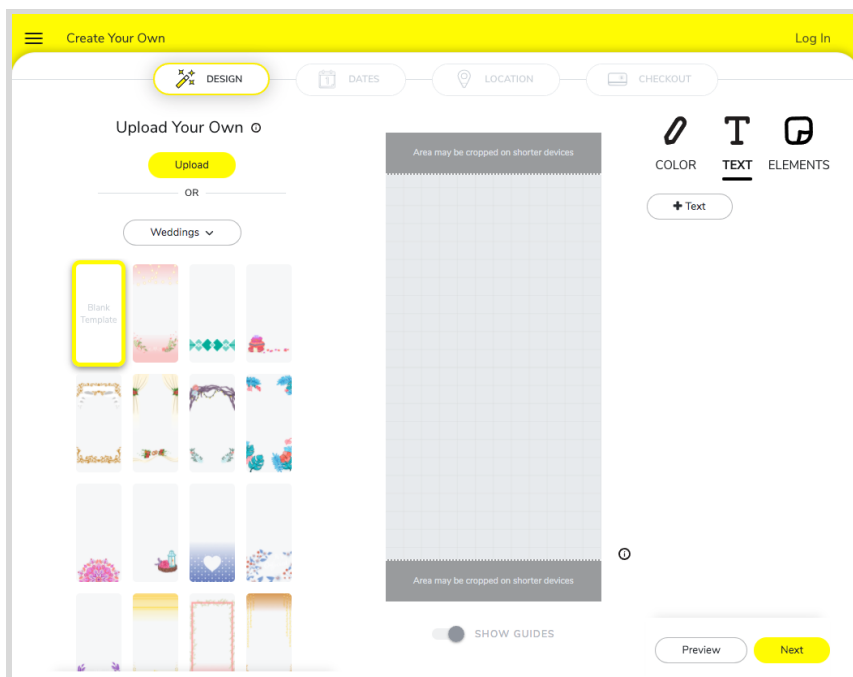 Create Your Own
Log In
DESIGN
1
DATES
LOCATION
CHECKOUT
Upload Your Own
Upload
OR
Weddings
Blank
Template
Area may be cropped on shorter devices
Area may be cropped on shorter devices
SHOW GUIDES
COLOR
T
TEXT
ELEMENTS
+ Text
Preview
Next